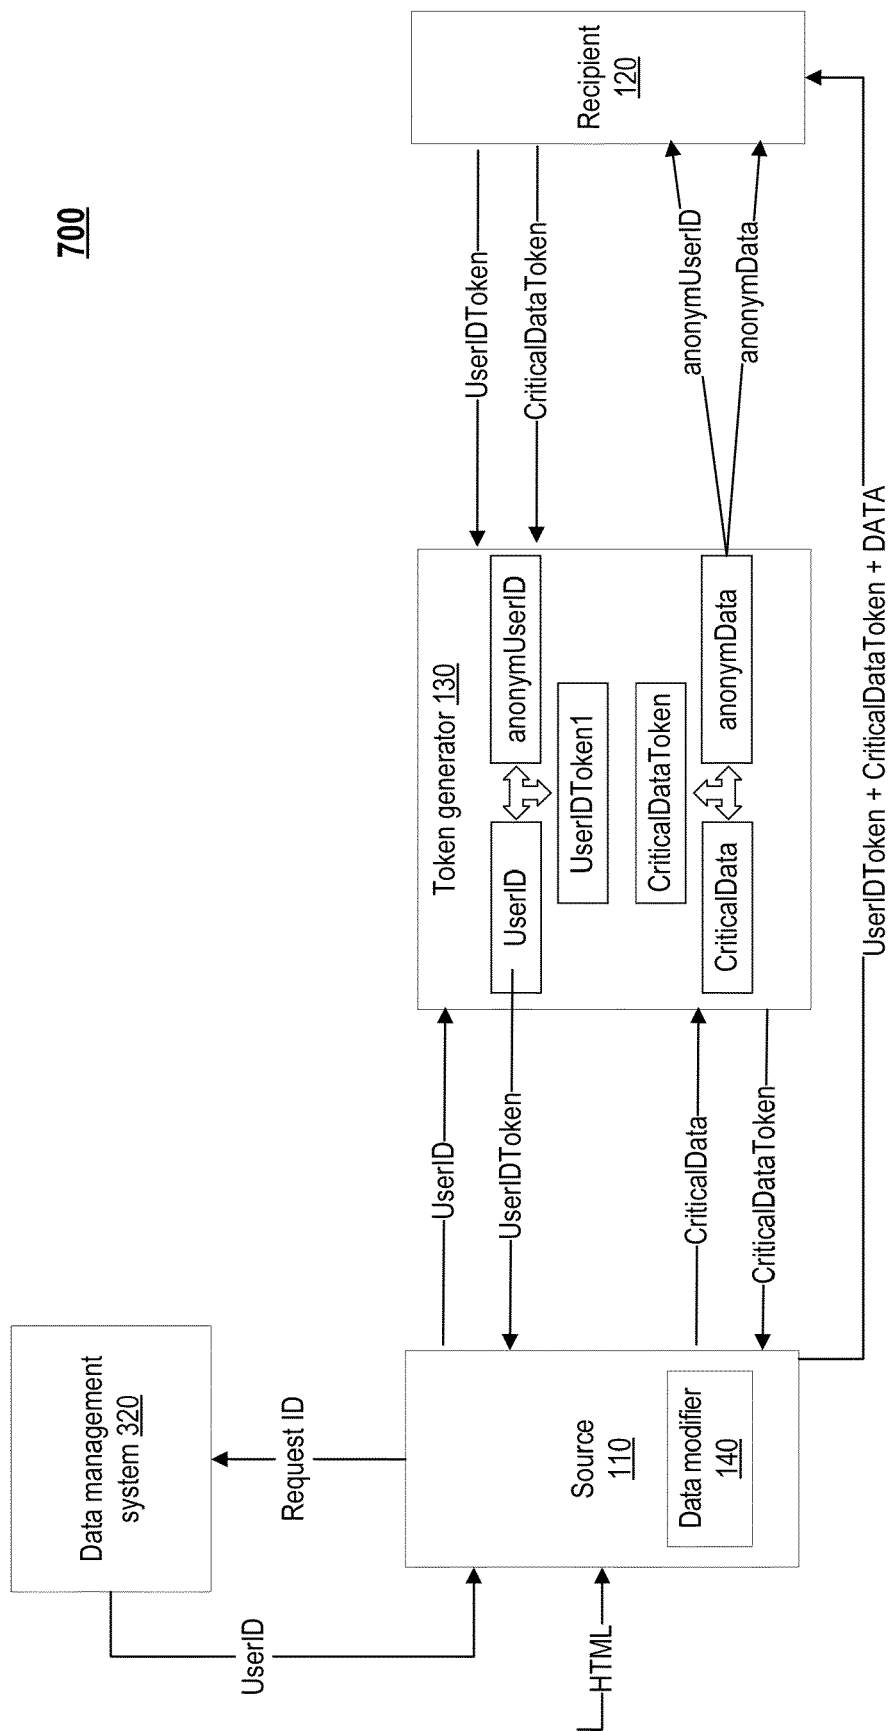 700
Data management
system 320
UserID
Request ID
HTML
Source
110
Data modifier
140
UserID
UserIDToken
CriticalData
CriticalDataToken
Token generator 130
UserID
anonymUserID
UserIDToken1
CriticalDataToken
CriticalData
anonymData
UserIDToken
CriticalDataToken
anonymUserID
anonymData
Recipient
120
UserIDToken + CriticalDataToken + DATA